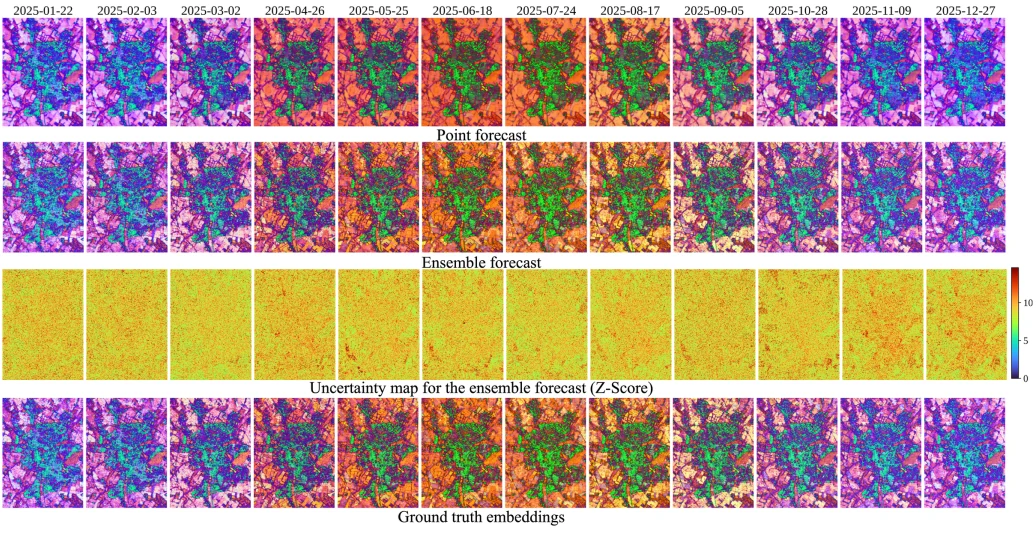 2025-01-22 2025-02-03 2025-03-02 2025-04-26 2025-05-25 2025-06-18 2025-07-24 2025-08-17 2025-09-05 2025-10-28 2025-11-09 2025-12-27
Point forecast
Ensemble forecast
10
5
0
Uncertainty map for the ensemble forecast (Z-Score)
Ground truth embeddings